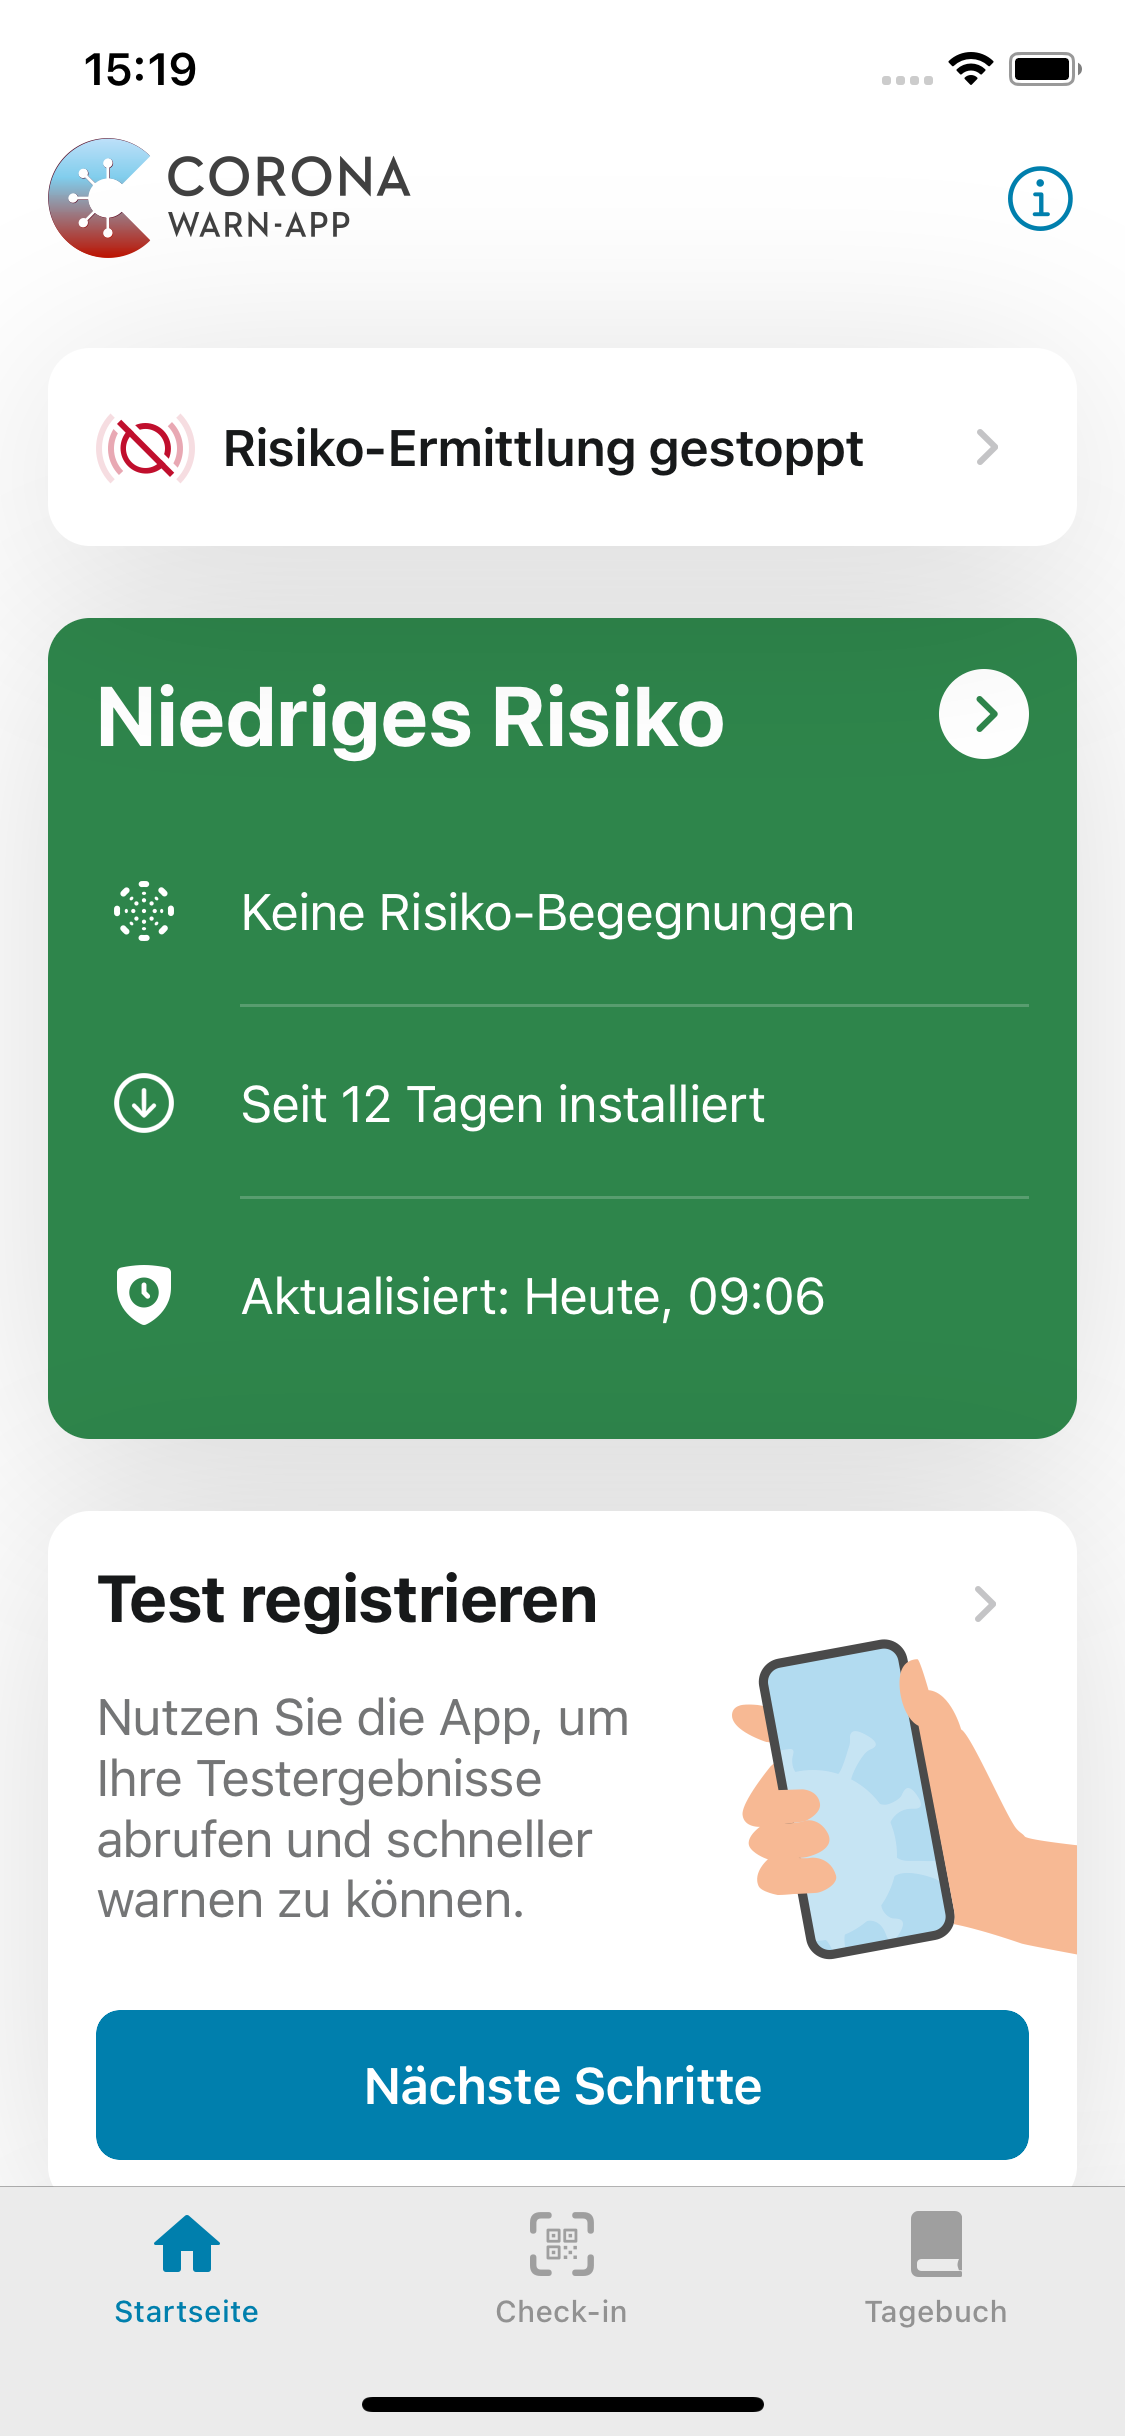 15:19
CORONA
WARN-APP
Risiko-Ermittlung gestoppt
Niedriges Risiko
Keine Risiko-Begegnungen
Seit 12 Tagen installiert
Aktualisiert: Heute, 09:06
Test registrieren
Nutzen Sie die App, um
Ihre Testergebnisse
abrufen und schneller
warnen zu können.
Nächste Schritte
Startseite
Check-in
Tagebuch